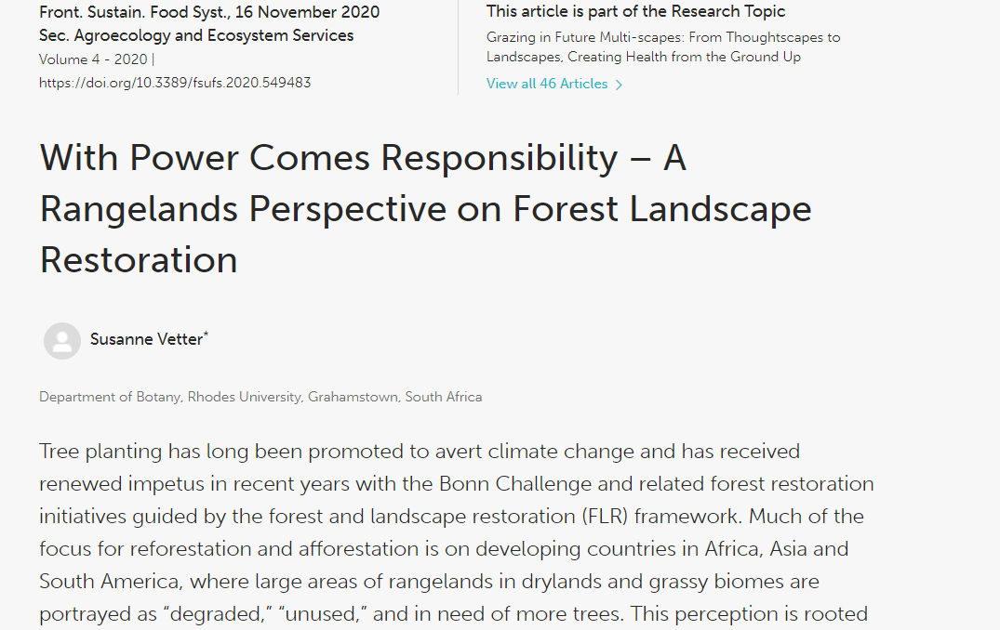 Front. Sustain. Food Syst., 16 November 2020
Sec. Agroecology and Ecosystem Services
Volume 4 - 2020 |
https://doi.org/10.3389/fsufs.2020.549483
This article is part of the Research Topic
Grazing in Future Multi-scapes: From Thoughtscapes to
Landscapes, Creating Health from the Ground Up
View all 46 Articles >
With Power Comes Responsibility – A
Rangelands Perspective on Forest Landscape
Restoration
Susanne Vetter*
Department of Botany, Rhodes University, Grahamstown, South Africa
Tree planting has long been promoted to avert climate change and has received
renewed impetus in recent years with the Bonn Challenge and related forest restoration
initiatives guided by the forest and landscape restoration (FLR) framework. Much of the
focus for reforestation and afforestation is on developing countries in Africa, Asia and
South America, where large areas of rangelands in drylands and grassy biomes are
portrayed as “degraded,” “unused,” and in need of more trees. This perception is rooted